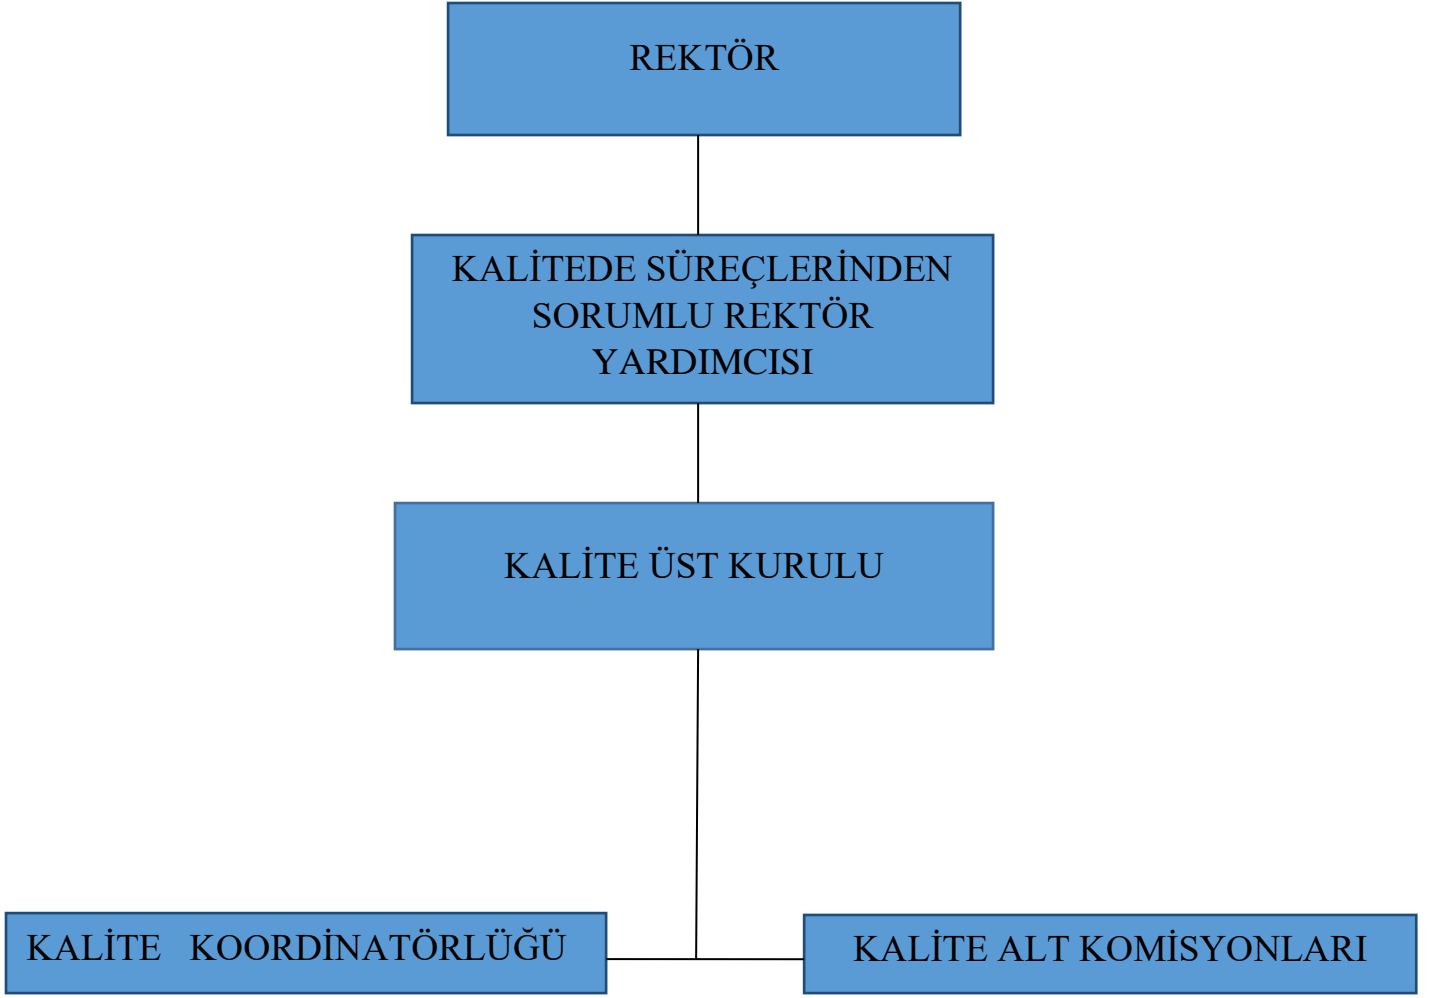 REKTÖR
KALİTEDE SÜREÇLERİNDEN
SORUMLU REKTÖR
YARDIMCISI
KALİTE ÜST KURULU
KALİTE KOORDİNATÖRLÜĞÜ
KALİTE ALT KOMİSYONLARI